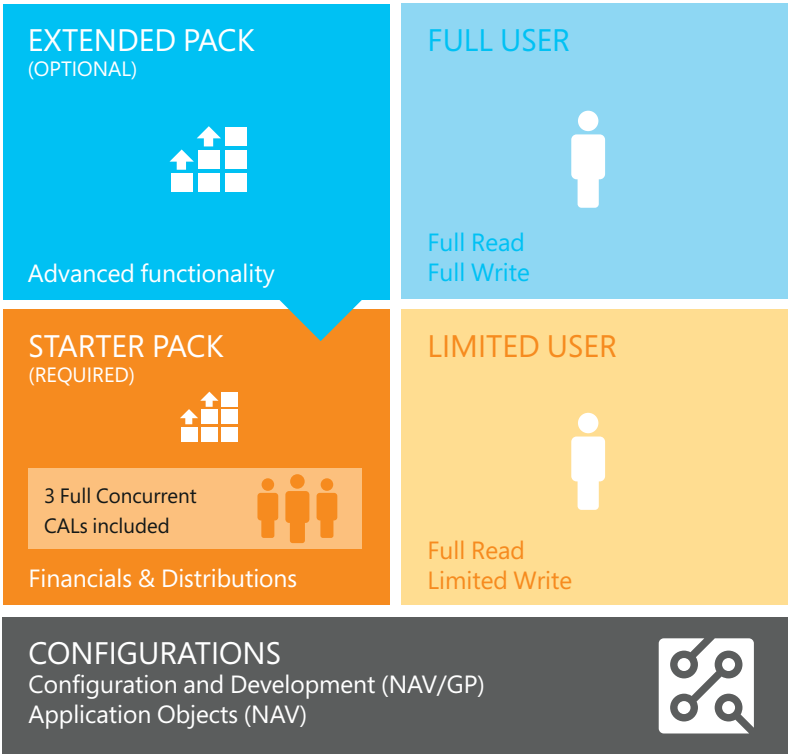 EXTENDED PACK
(OPTIONAL)
Advanced functionality
FULL USER
Full Read
Full Write
STARTER PACK
(REQUIRED)
3 Full Concurrent
CALs included
Financials & Distributions
LIMITED USER
Full Read
Limited Write
CONFIGURATIONS
Configuration and Development (NAV/GP)
Application Objects (NAV)